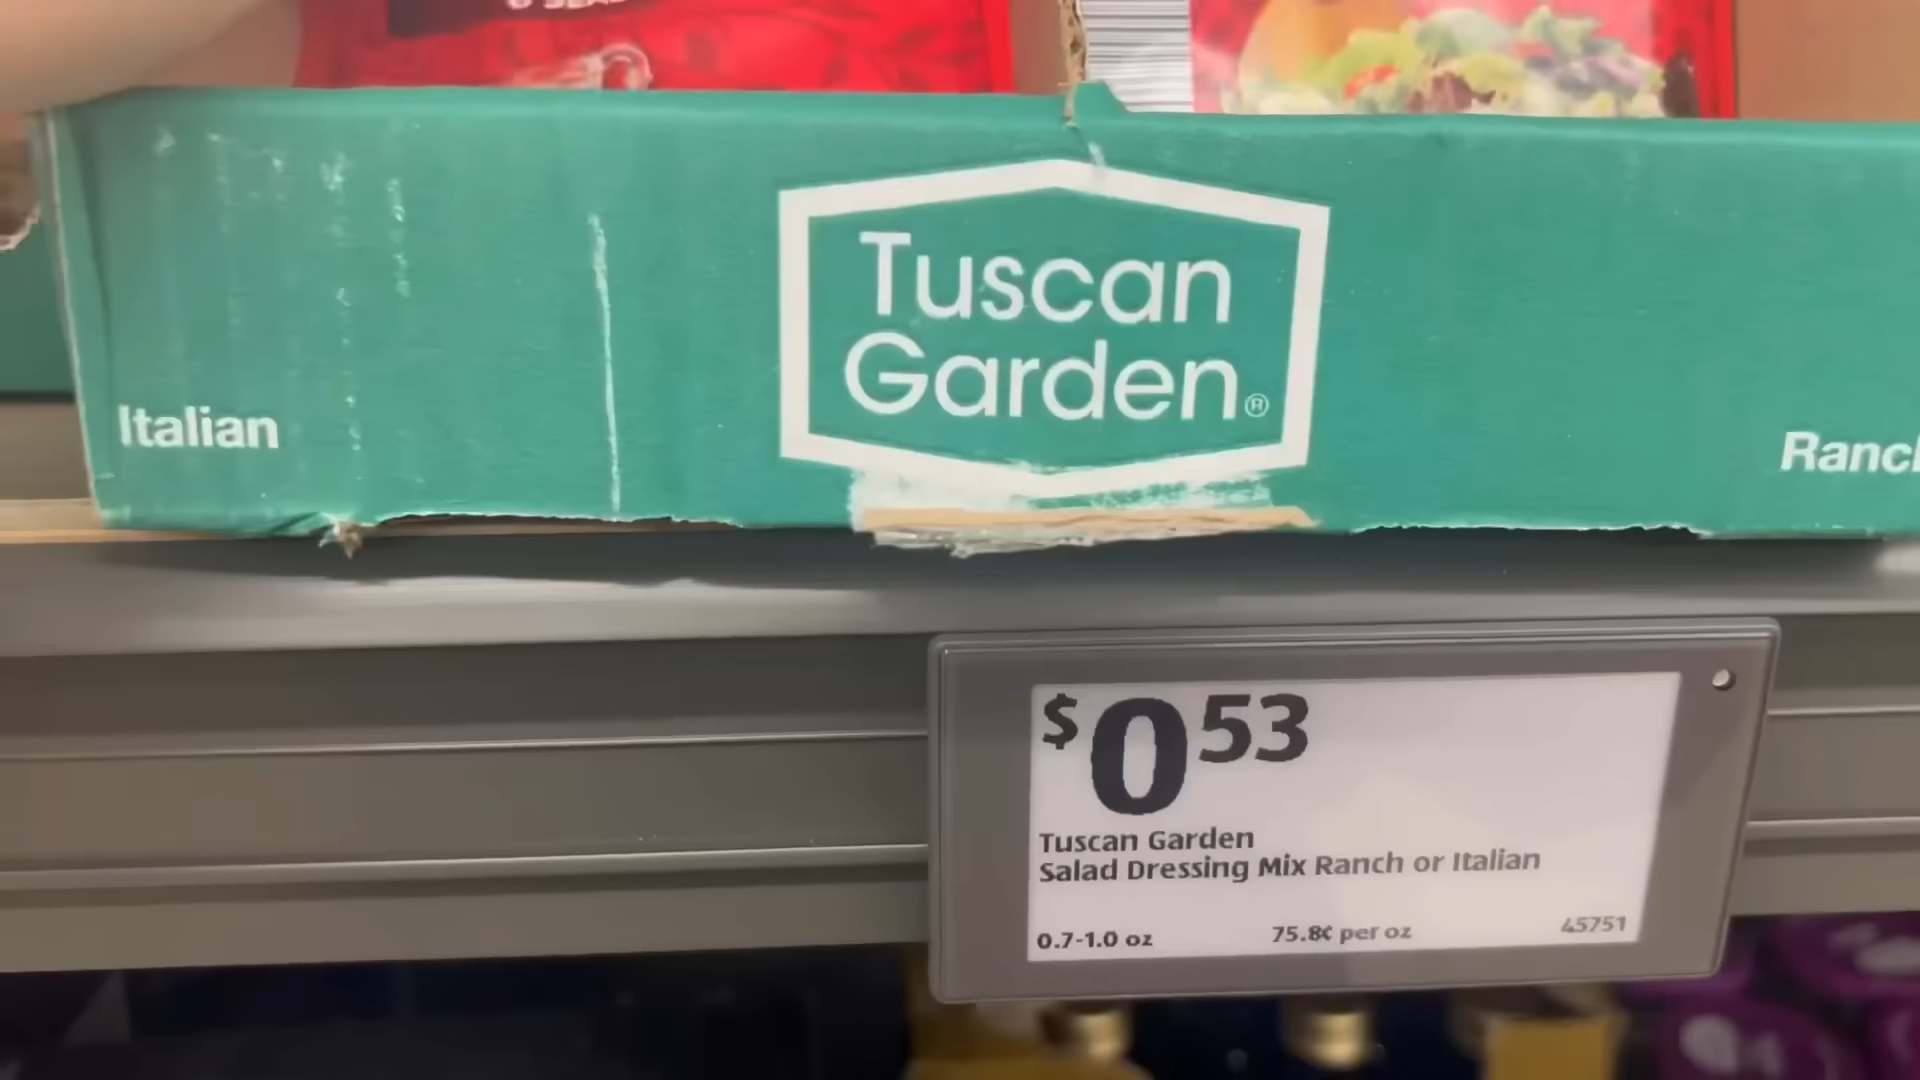 Tuscan
Garden®
Italian
$0 53
Tuscan Garden
Salad Dressing Mix Ranch or Italian
0.7-1.0 oz 75.8¢ per oz 45751